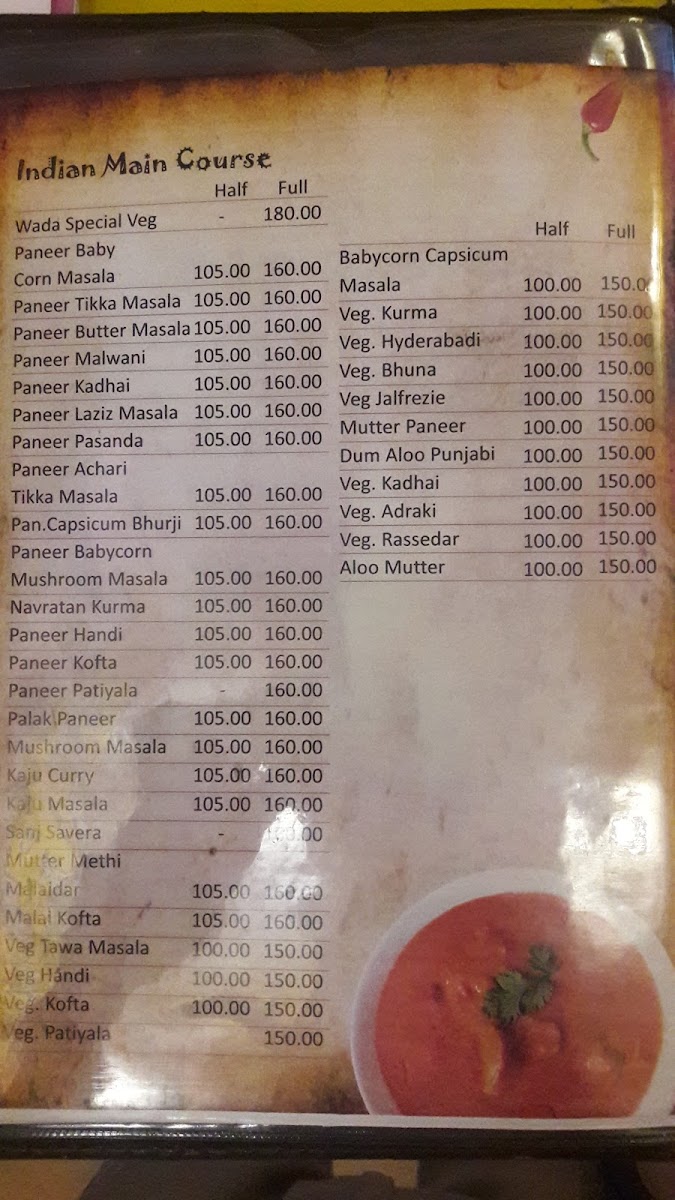 Indian Main Course
Half Full
Wada Special Veg - 180.00
Paneer Baby
Corn Masala 105.00 160.00
Paneer Tikka Masala 105.00 160.00
Paneer Butter Masala 105.00 160.00
Paneer Malwani 105.00 160.00
Paneer Kadhai 105.00 160.00
Paneer Laziz Masala 105.00 160.00
Paneer Pasanda 105.00 160.00
Paneer Achari
Tikka Masala 105.00 160.00
Pan.Capsicum Bhurji 105.00 160.00
Paneer Babycorn
Mushroom Masala 105.00 160.00
Navratan Kurma 105.00 160.00
Paneer Handi 105.00 160.00
Paneer Kofta 105.00 160.00
Paneer Patiyala - 160.00
Palak Paneer 105.00 160.00
Mushroom Masala 105.00 160.00
Kaju Curry 105.00 160.00
Kaju Masala 105.00 160.00
Sanj Savera -
Mutter Methi
Malaidar 105.00 160.00
Malai Kofta 105.00 160.00
Veg Tawa Masala 100.00 150.00
Veg Handi 100.00 150.00
Veg. Kofta 100.00 150.00
Veg. Patiyala 150.00
Half Full
Babycorn Capsicum
Masala 100.00 150.0
Veg. Kurma 100.00 150.00
Veg. Hyderabadi 100.00 150.00
Veg. Bhuna 100.00 150.00
Veg Jalfrezie 100.00 150.00
Mutter Paneer 100.00 150.00
Dum Aloo Punjabi 100.00 150.00
Veg. Kadhai 100.00 150.00
Veg. Adraki 100.00 150.00
Veg. Rassedar 100.00 150.00
Aloo Mutter 100.00 150.00